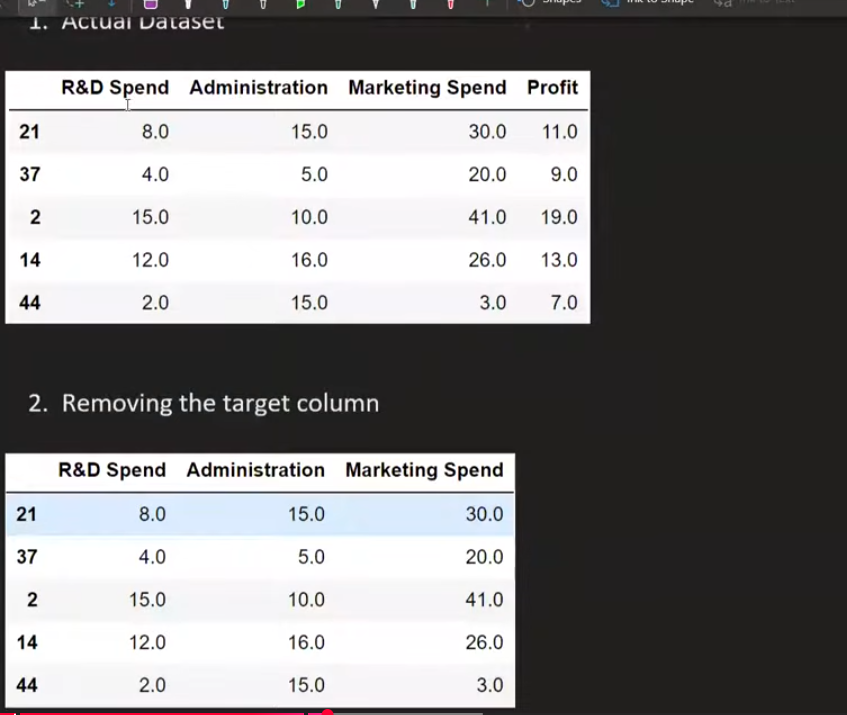 Shapes Ink to Shape
1. Actual Dataset
R&D Spend Administration Marketing Spend Profit
21 8.0 15.0 30.0 11.0
37 4.0 5.0 20.0 9.0
2 15.0 10.0 41.0 19.0
14 12.0 16.0 26.0 13.0
44 2.0 15.0 3.0 7.0
2. Removing the target column
R&D Spend Administration Marketing Spend
21 8.0 15.0 30.0
37 4.0 5.0 20.0
2 15.0 10.0 41.0
14 12.0 16.0 26.0
44 2.0 15.0 3.0